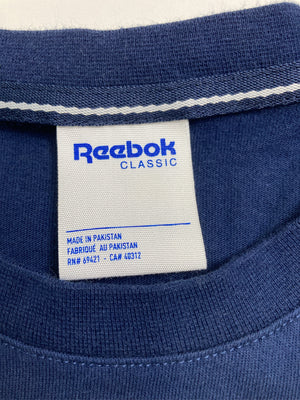 Reebok
CLASSIC
MADE IN PAKISTAN
FABRIQUÉ AU PAKISTAN
RN# 69421 - CA# 40312